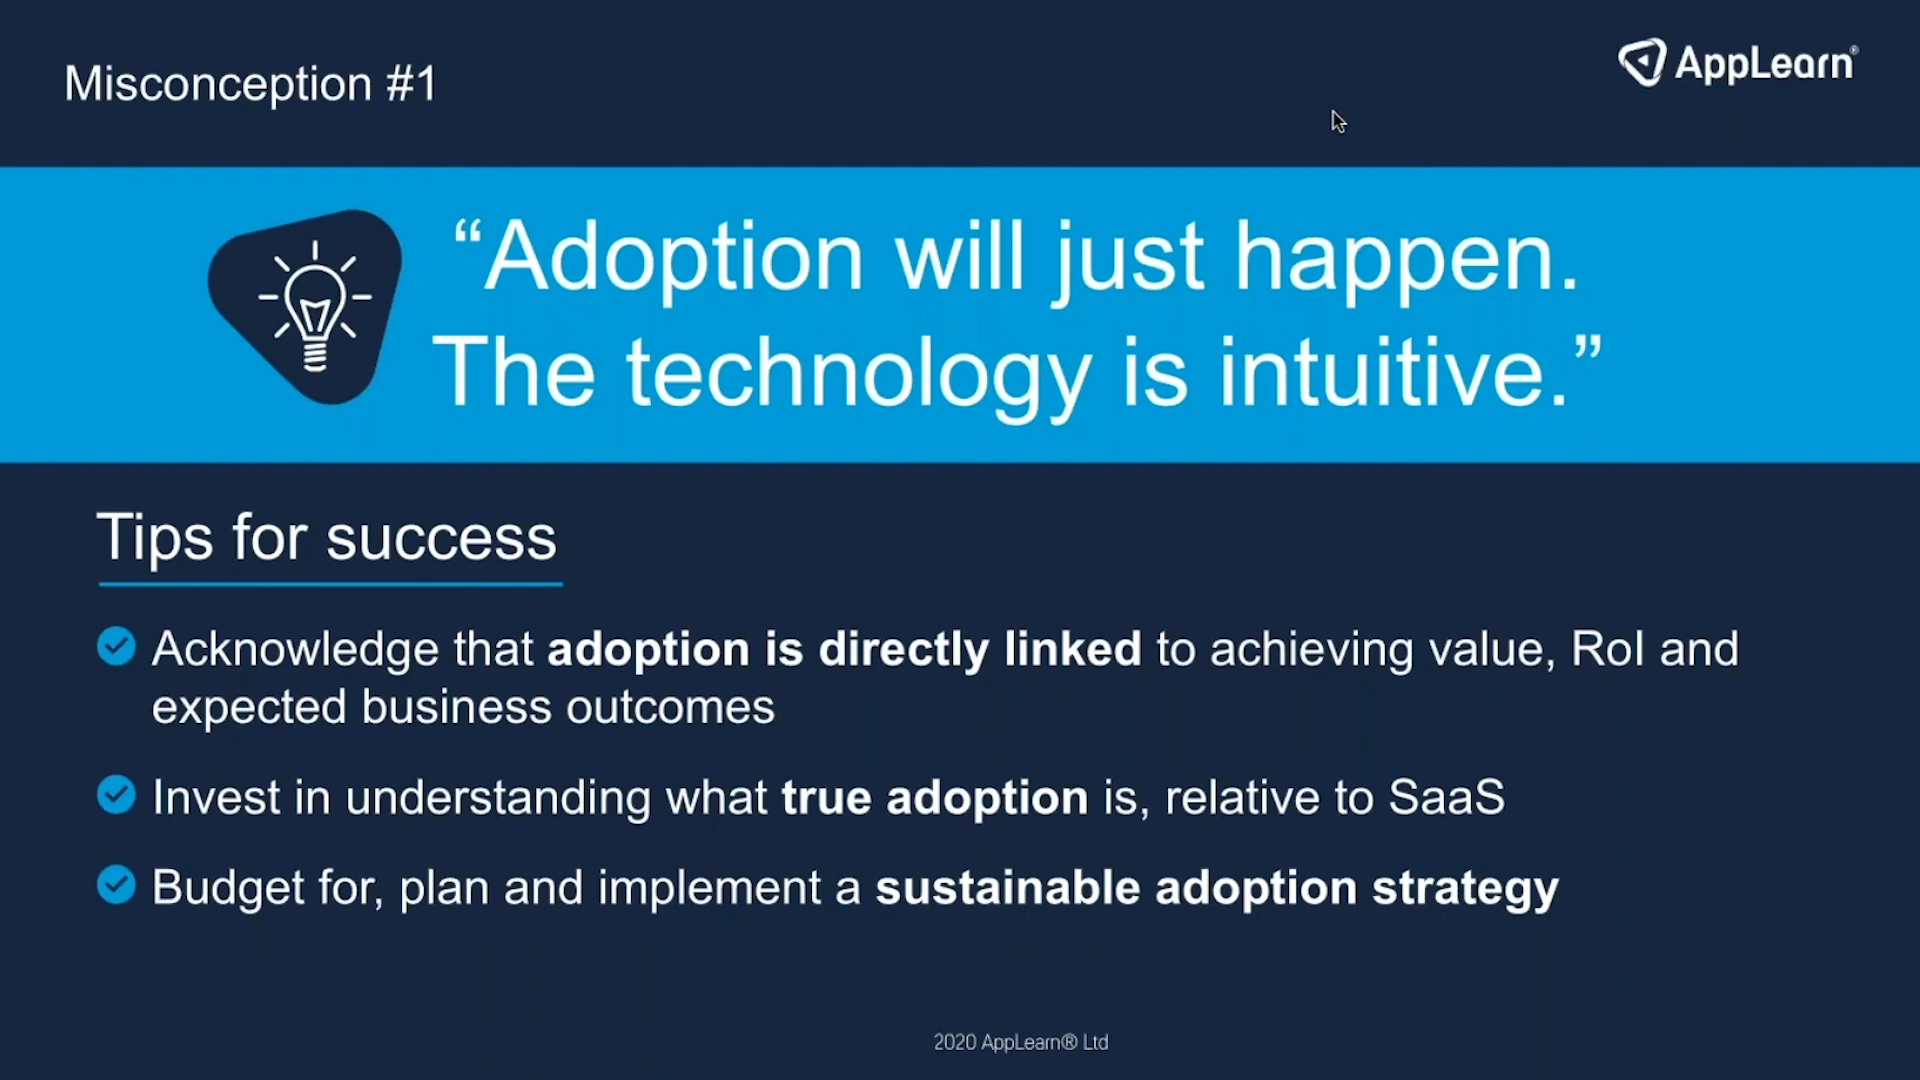 Misconception #1
AppLearn®
“Adoption will just happen.
The technology is intuitive.”
Tips for success
Acknowledge that adoption is directly linked to achieving value, RoI and
expected business outcomes
Invest in understanding what true adoption is, relative to SaaS
Budget for, plan and implement a sustainable adoption strategy
2020 AppLearn® Ltd